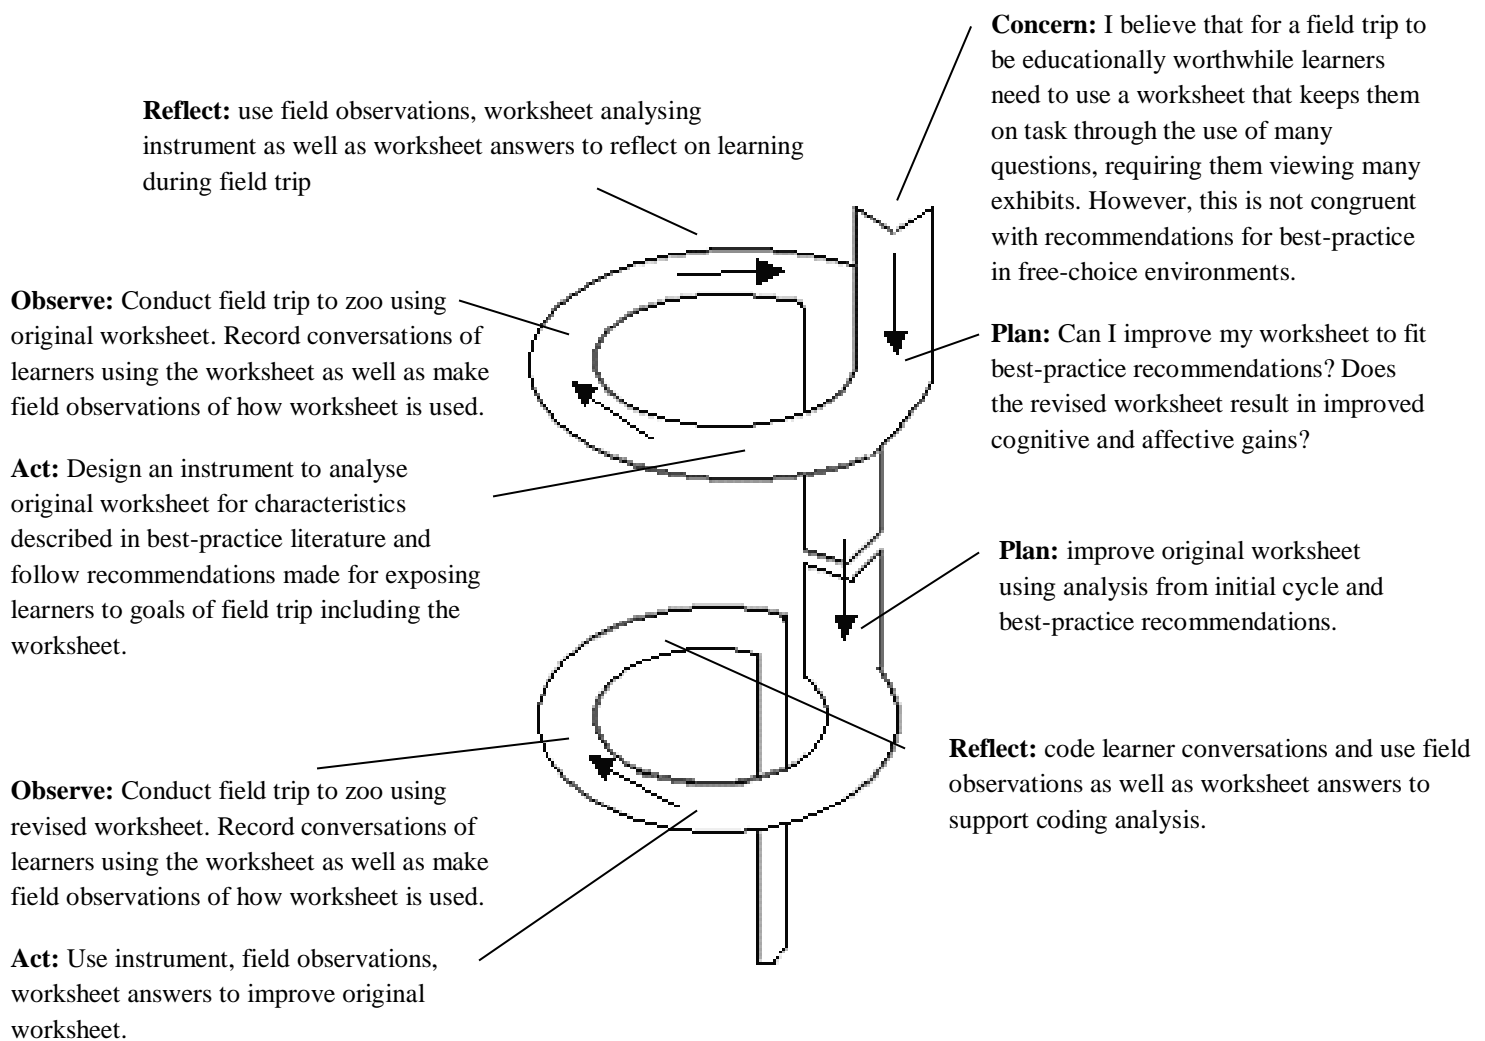 Concern: I believe that for a field trip to
be educationally worthwhile learners
need to use a worksheet that keeps them
on task through the use of many
questions, requiring them viewing many
exhibits. However, this is not congruent
with recommendations for best-practice
in free-choice environments.
Reflect: use field observations, worksheet analysing
instrument as well as worksheet answers to reflect on learning
during field trip
Observe: Conduct field trip to zoo using
original worksheet. Record conversations of
learners using the worksheet as well as make
field observations of how worksheet is used.
Plan: Can I improve my worksheet to fit
best-practice recommendations? Does
the revised worksheet result in improved
cognitive and affective gains?
Act: Design an instrument to analyse
original worksheet for characteristics
described in best-practice literature and
follow recommendations made for exposing
learners to goals of field trip including the
worksheet.
Plan: improve original worksheet
using analysis from initial cycle and
best-practice recommendations.
Reflect: code learner conversations and use field
observations as well as worksheet answers to
support coding analysis.
Observe: Conduct field trip to zoo using
revised worksheet. Record conversations of
learners using the worksheet as well as make
field observations of how worksheet is used.
Act: Use instrument, field observations,
worksheet answers to improve original
worksheet.